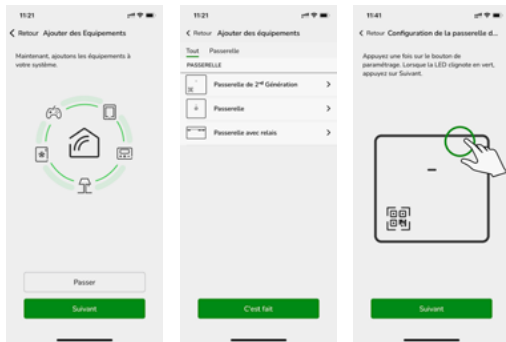 11:21
Retour Ajouter des Equipements
Maintenant, ajoutons les équipements à
votre système.
Passer
Suivant
11:21
Retour Ajouter des équipements
Tout Passerelle
PASSERELLE
Passerelle de 2nd Génération
Passerelle
Passerelle avec relais
C'est fait
11:41
Retour Configuration de la passerelle d...
Appuyez une fois sur le bouton de
paramétrage. Lorsque la LED clignote en vert,
appuyez sur Suivant.
Suivant